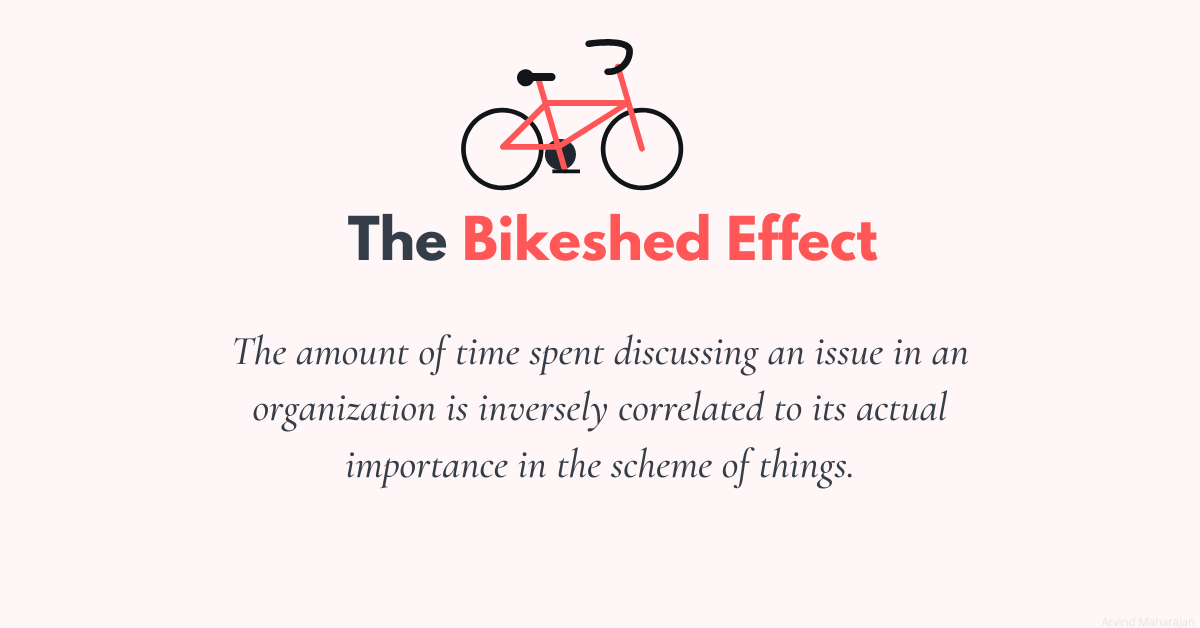 The Bikeshed Effect
The amount of time spent discussing an issue in an
organization is inversely correlated to its actual
importance in the scheme of things.
Arvind Maharajan